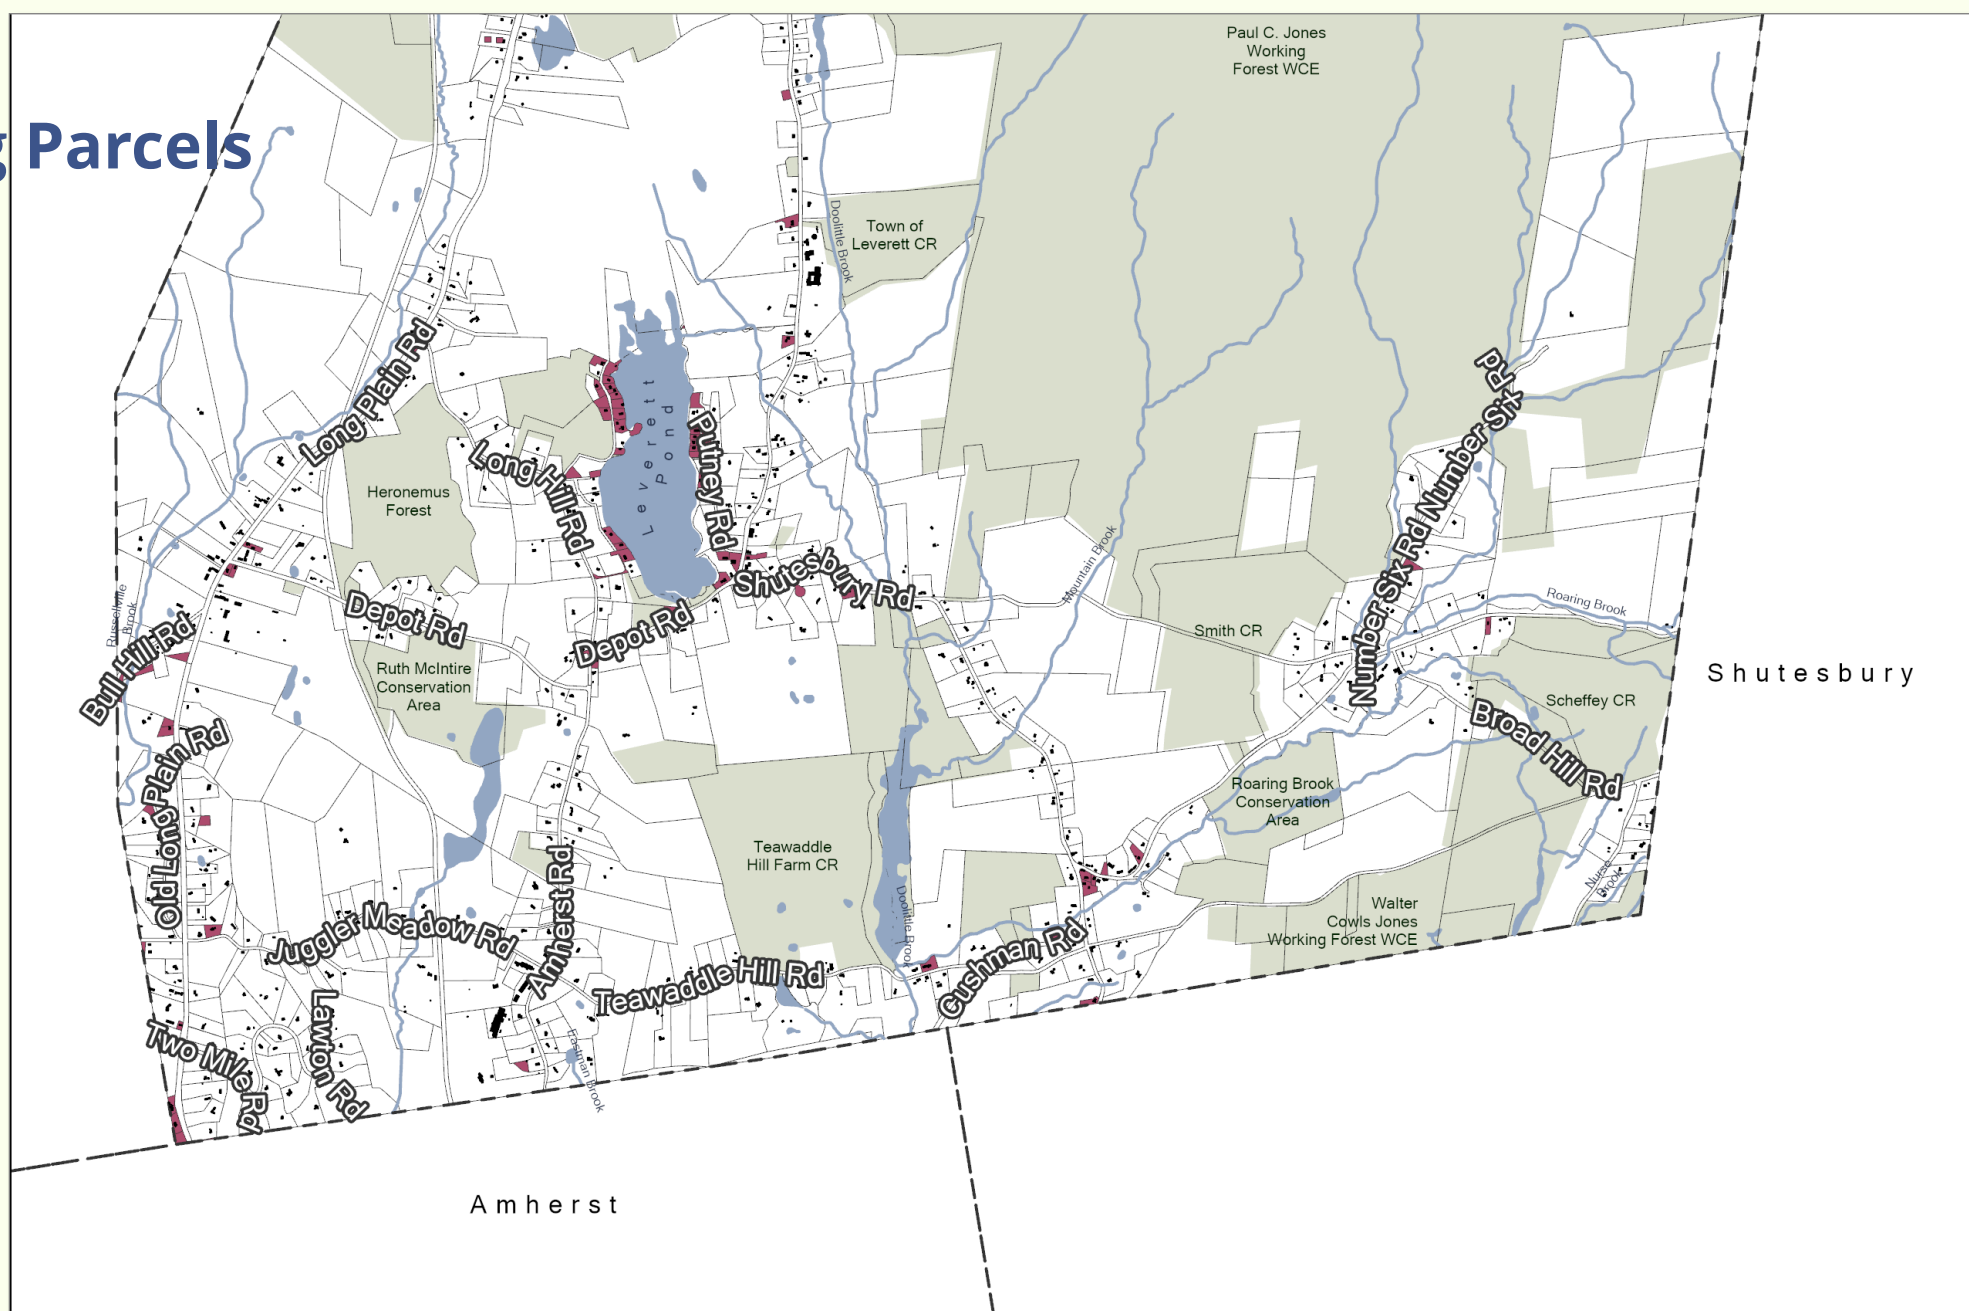 Paul C. Jones
Working
Forest WCE
Parcels
Town of
Leverett CR
Doolittle Brook
Long Plain Rd
Number Six Rd
Leverett
Pond
Putney Rd
Long Hill Rd
Heronemus
Forest
Number Six Rd
Mountain Brook
Shutesbury Rd
Depot Rd
Depot Rd
Roaring Brook
Russellville
Brook
Bull Hill Rd
Smith CR
Ruth McIntire
Conservation
Area
Shutesbury
Scheffey CR
Broad Hill Rd
Old Long Plain Rd
Roaring Brook
Conservation
Area
Teawaddle
Hill Farm CR
Nurse
Brook
Walter
Cowls Jones
Working Forest WCE
Doolittle Brook
Juggler Meadow Rd
Amherst Rd
Cushman Rd
Teawaddle Hill Rd
Lawton Rd
Two Mile Rd
Eastman Brook
Amherst